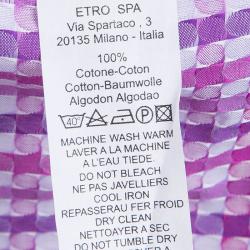 ETRO SPA
Via Spartaco , 3
20135 Milano - Italia
100%
Cotone-Coton
Cotton-Baumwolle
Algodon Algodao
40°
MACHINE WASH WARM
LAVER A LA MACHINE
A L'EAU TIEDE.
DO NOT BLEACH
NE PAS JAVELLIERS
COOL IRON
REPASSERAU FER FROID
DRY CLEAN
NETTOAYER A SEC
DO NOT TUMBLE DRY